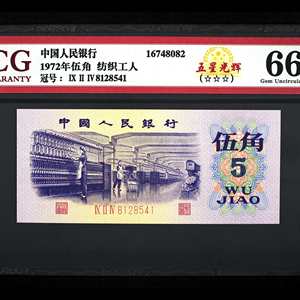 CG
WARRANTY
中国人民银行 16748082
1972年伍角 纺织工人
冠号： IX II IV 8128541
五星光辉
(☆☆☆)
66
Gem Uncircula
中国人民银行
伍角
5
WU
JIAO
IX II IV 8128541